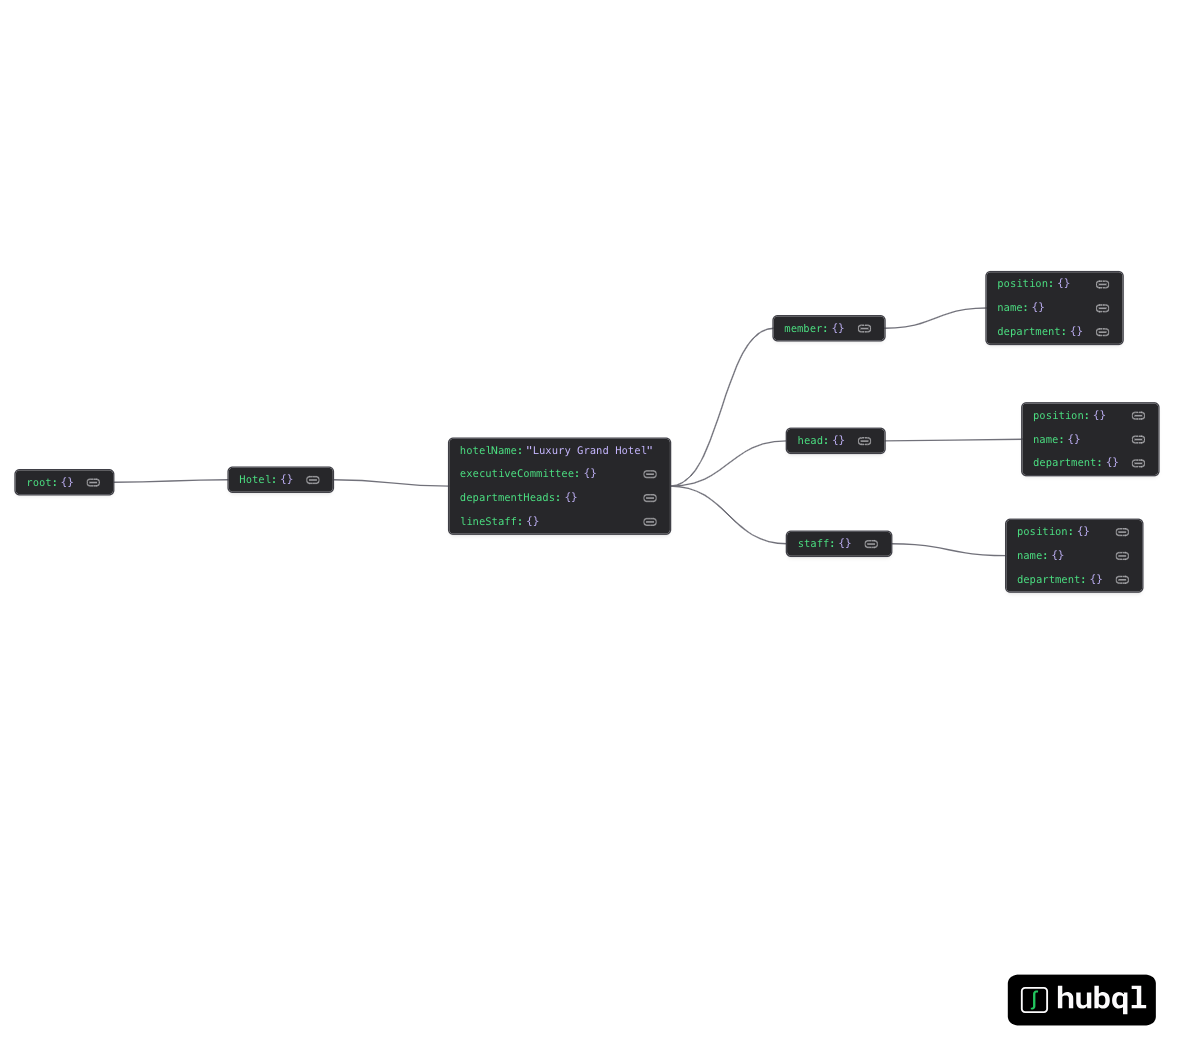 root: {}
Hotel: {}
hotelName: "Luxury Grand Hotel"
executiveCommittee: {}
departmentHeads: {}
lineStaff: {}
member: {}
position: {}
name: {}
department: {}
head: {}
position: {}
name: {}
department: {}
staff: {}
position: {}
name: {}
department: {}
∫ hubql